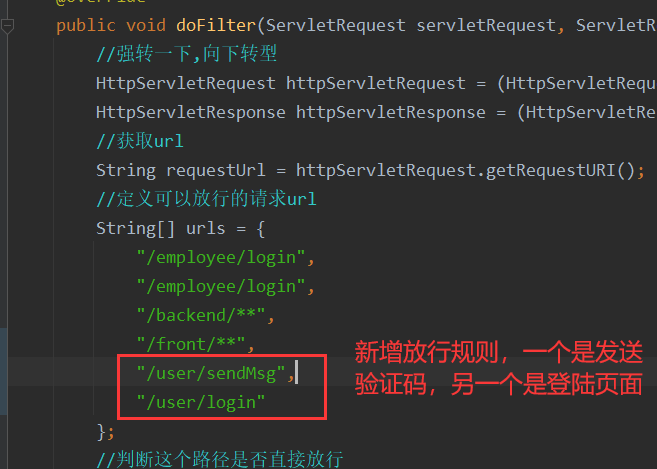 @Override
public void doFilter(ServletRequest servletRequest, ServletR
//强转一下,向下转型
HttpServletRequest httpServletRequest = (HttpServletRequ
HttpServletResponse httpServletResponse = (HttpServletRe
//获取url
String requestUrl = httpServletRequest.getRequestURI();
//定义可以放行的请求url
String[] urls = {
"/employee/login",
"/employee/login",
"/backend/**",
"/front/**",
"/user/sendMsg",
"/user/login"
新增放行规则，一个是发送
验证码，另一个是登陆页面
};
//判断这个路径是否直接放行